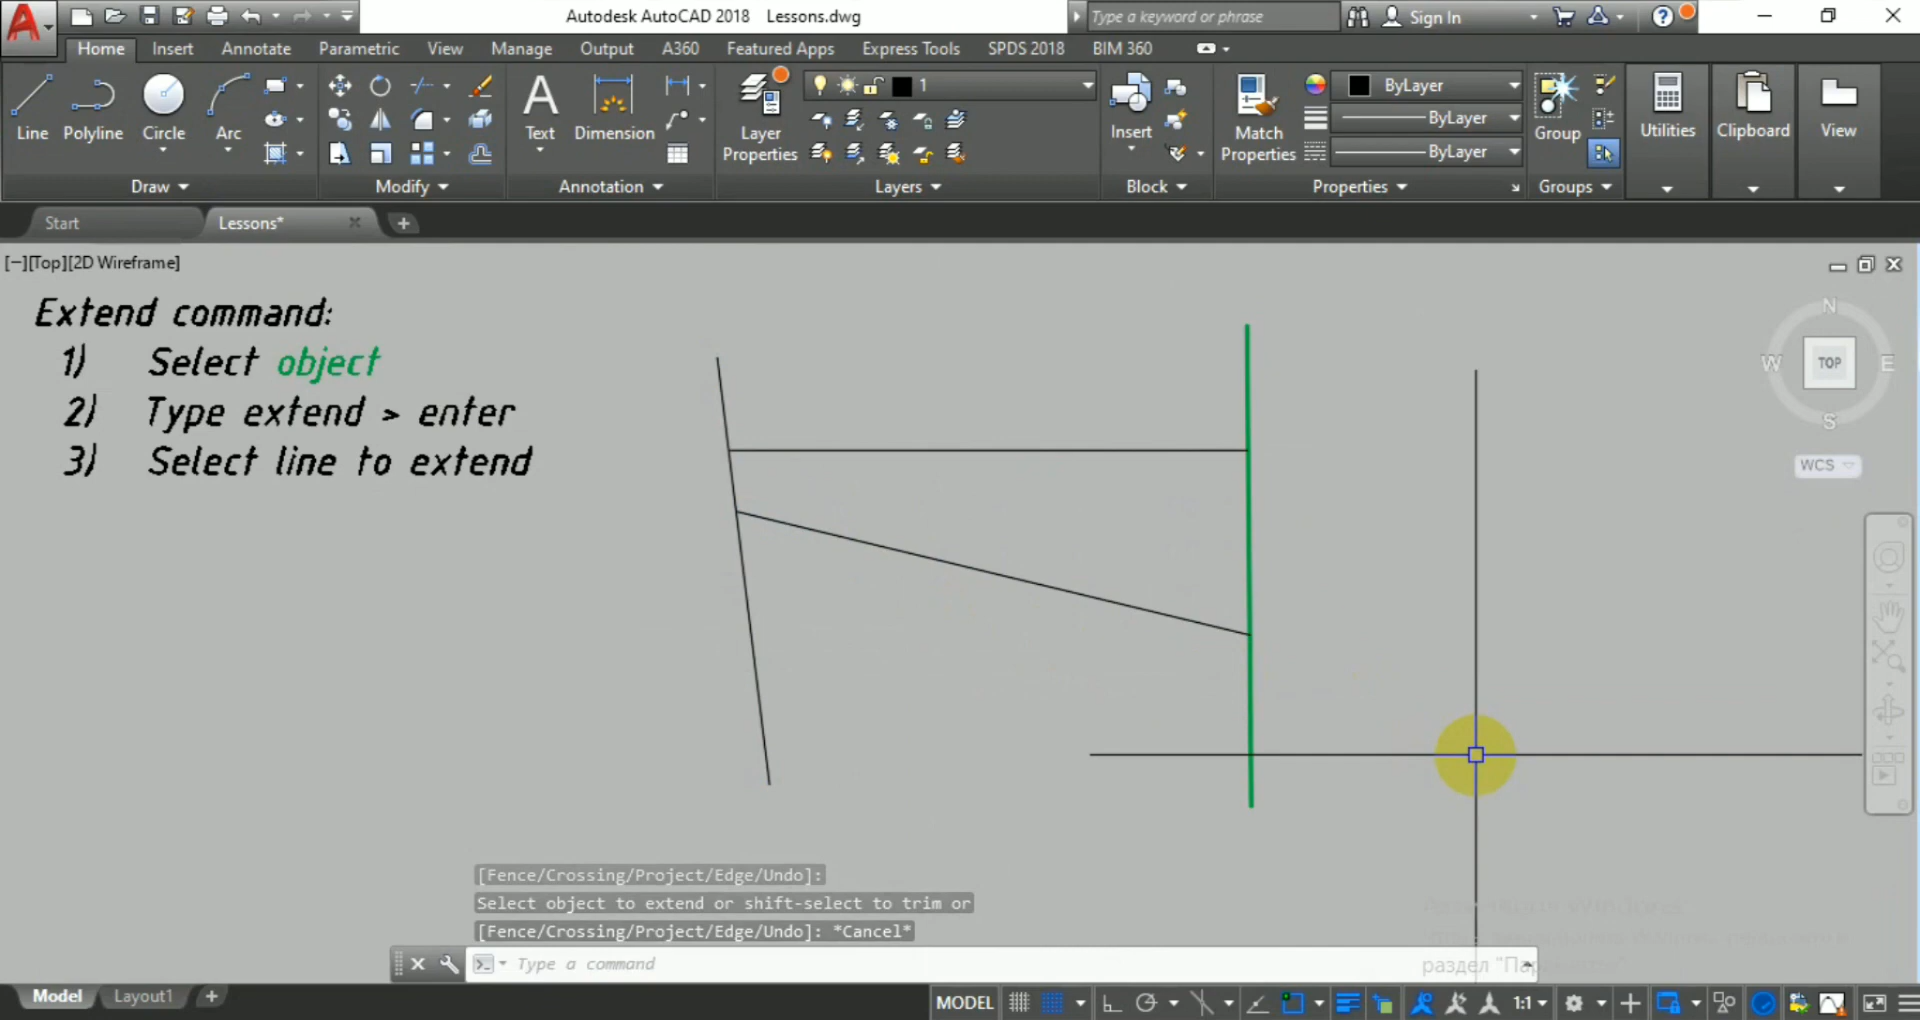 Autodesk AutoCAD 2018 Lessons.dwg
Type a keyword or phrase
Sign In
Home Insert Annotate Parametric View Manage Output A360 Featured Apps Express Tools SPDS 2018 BIM 360
Line Polyline Circle Arc
Draw
Modify
Text Dimension
Annotation
Layer Properties
1
Layers
Insert
Block
Match Properties
ByLayer
ByLayer
ByLayer
Properties
Group
Groups
Utilities
Clipboard
View
Start Lessons*
[−][Top][2D Wireframe]
Extend command:
1) Select object
2) Type extend > enter
3) Select line to extend
N
W TOP E
S
WCS
[Fence/Crossing/Project/Edge/Undo]:
Select object to extend or shift-select to trim or
[Fence/Crossing/Project/Edge/Undo]: *Cancel*
Type a command
раздел
Model Layout1 +
MODEL 1:1